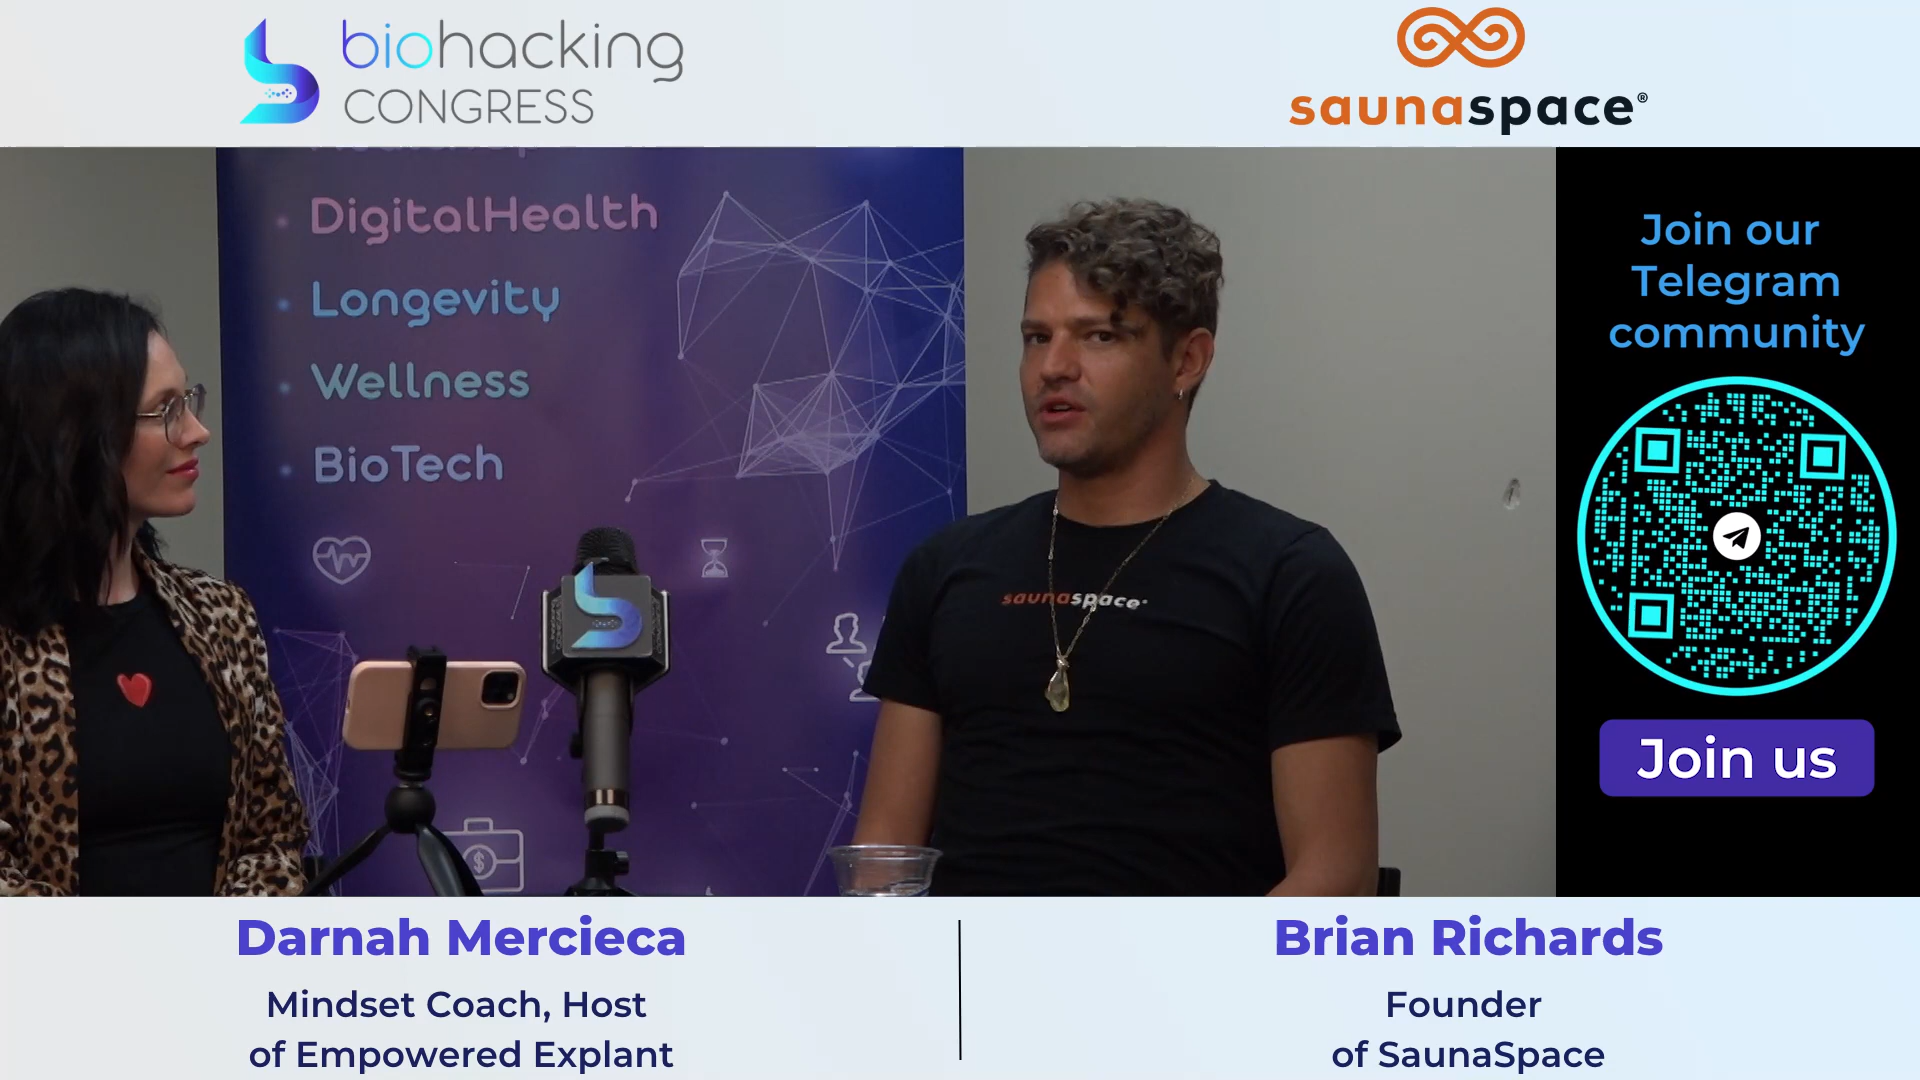 biohacking
CONGRESS
saunaspace®
DigitalHealth
Longevity
Wellness
BioTech
saunaspace
$
Join our
Telegram
community
Join us
Darnah Mercieca
Mindset Coach, Host
of Empowered Explant
Brian Richards
Founder
of SaunaSpace